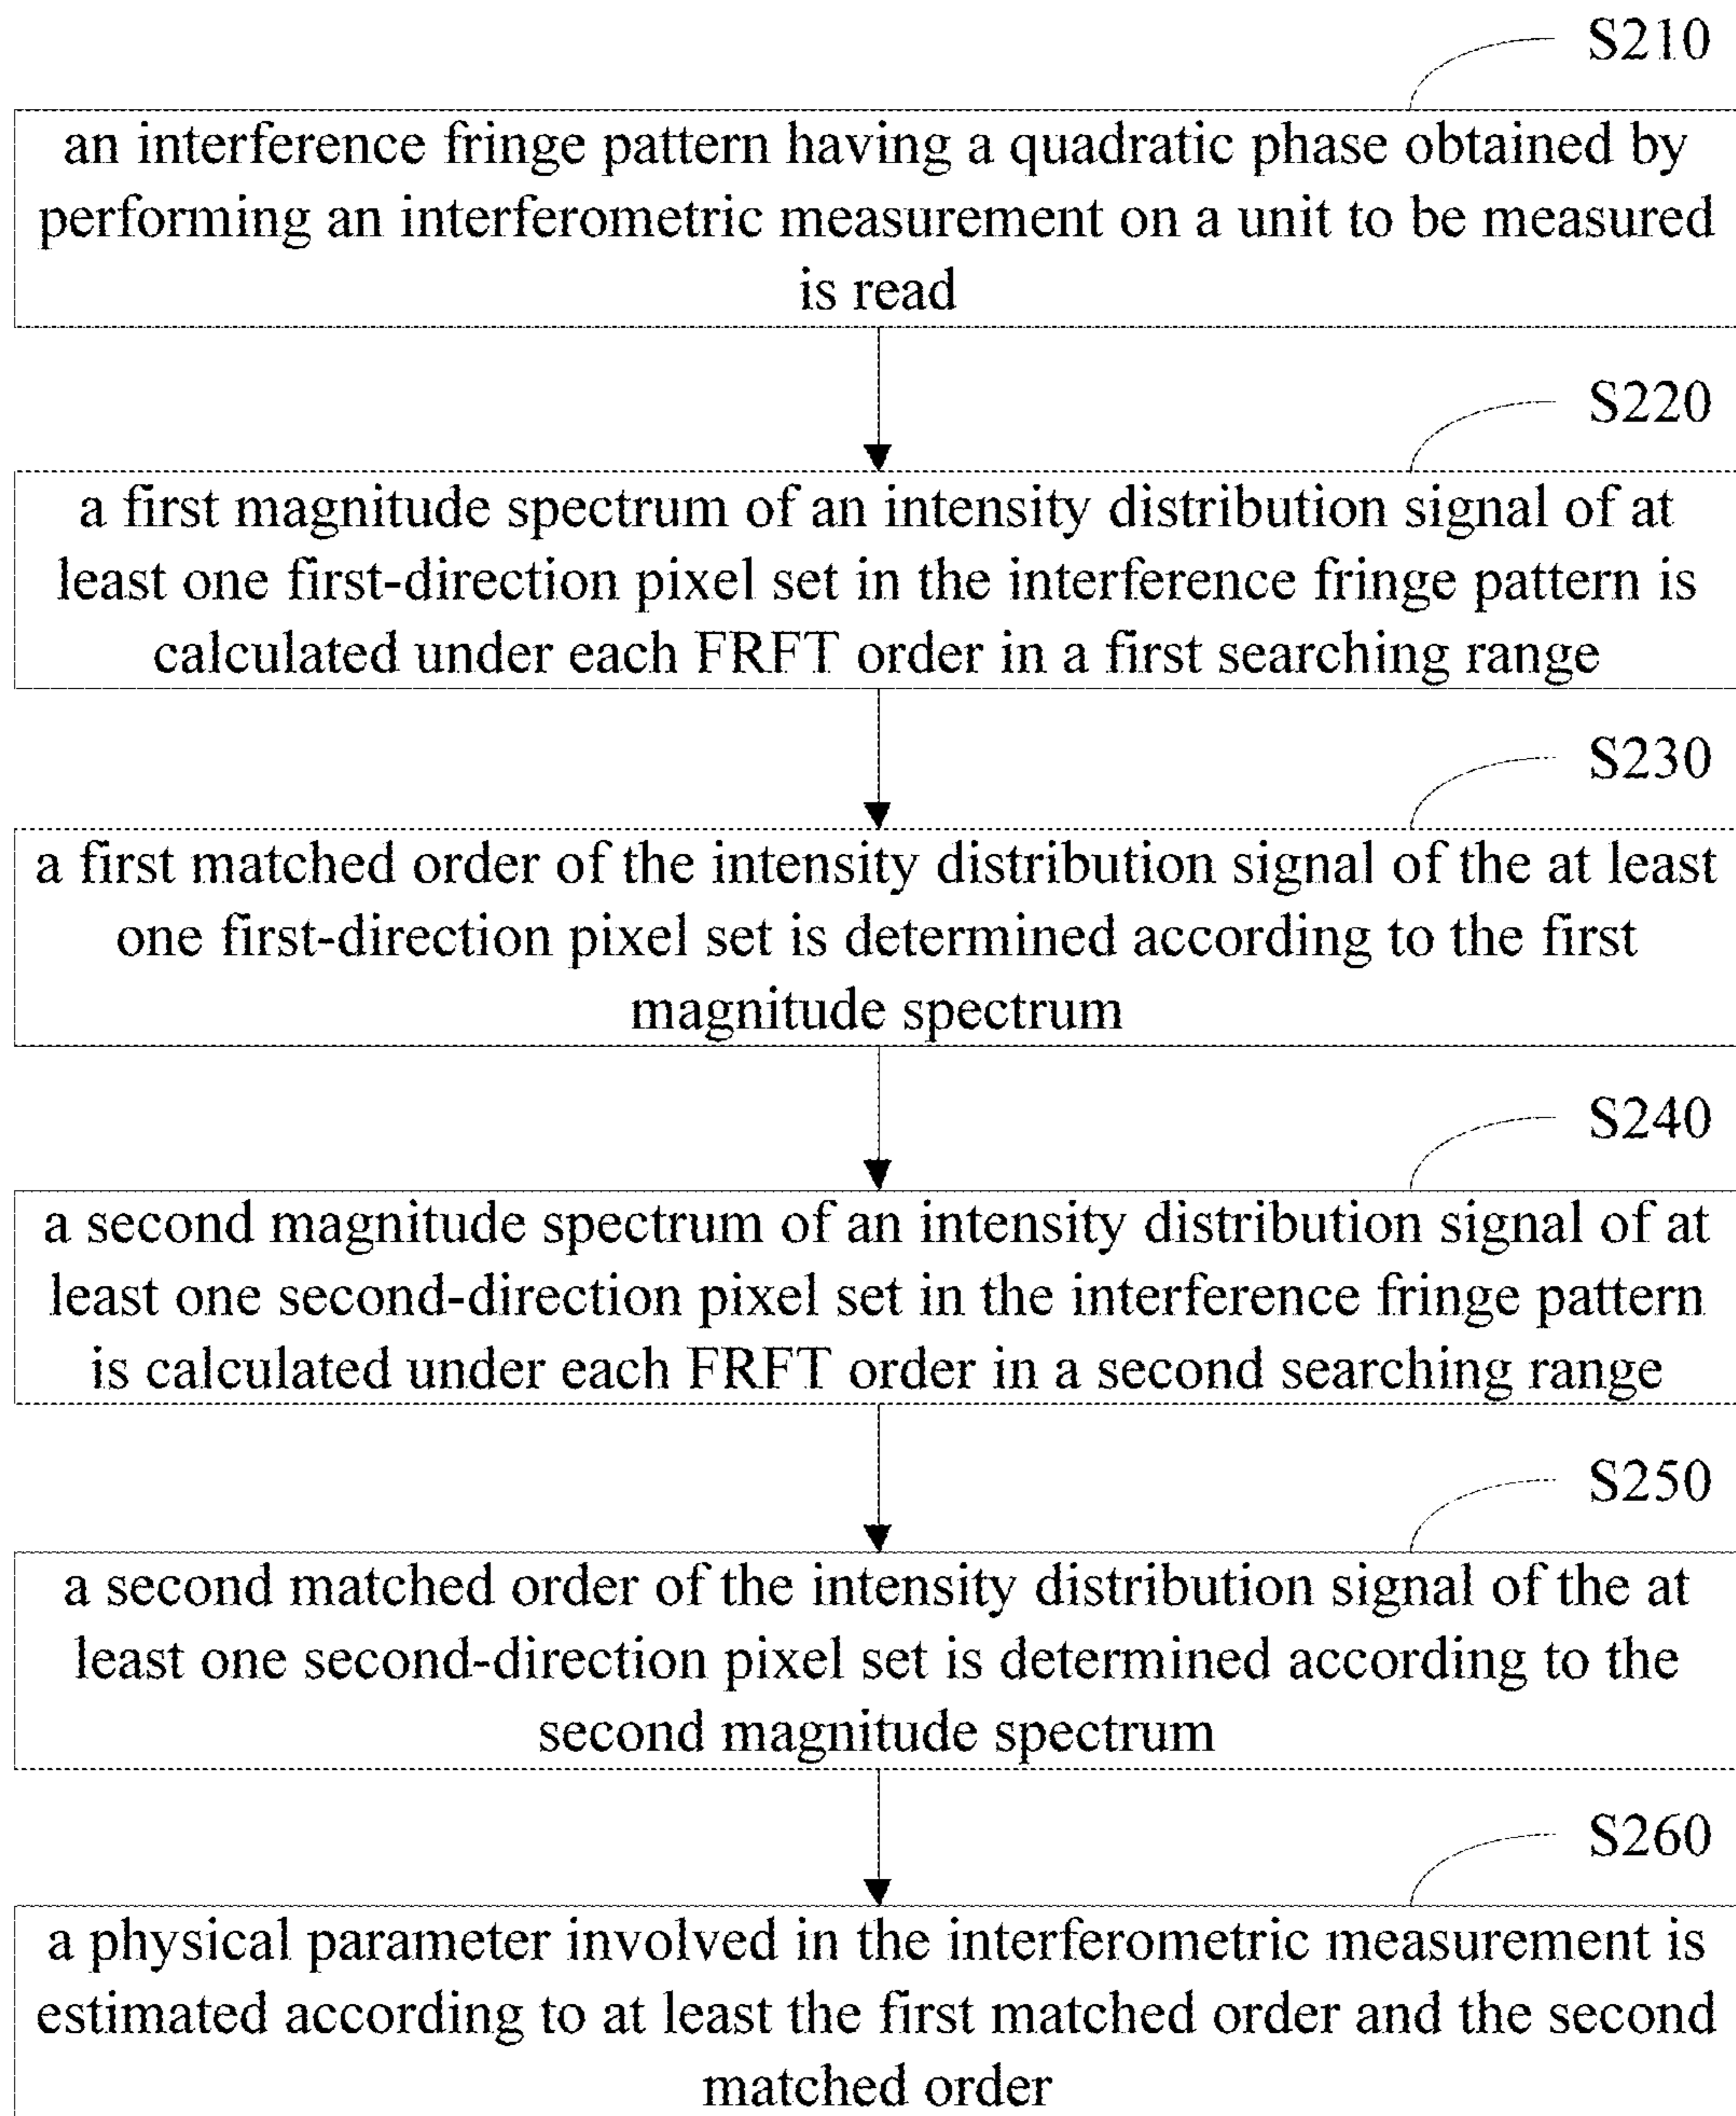 S210
an interference fringe pattern having a quadratic phase obtained by
performing an interferometric measurement on a unit to be measured
is read
S220
a first magnitude spectrum of an intensity distribution signal of at
least one first-direction pixel set in the interference fringe pattern is
calculated under each FRFT order in a first searching range
S230
a first matched order of the intensity distribution signal of the at least
one first-direction pixel set is determined according to the first
magnitude spectrum
S240
a second magnitude spectrum of an intensity distribution signal of at
least one second-direction pixel set in the interference fringe pattern
is calculated under each FRFT order in a second searching range
S250
a second matched order of the intensity distribution signal of the at
least one second-direction pixel set is determined according to the
second magnitude spectrum
S260
a physical parameter involved in the interferometric measurement is
estimated according to at least the first matched order and the second
matched order